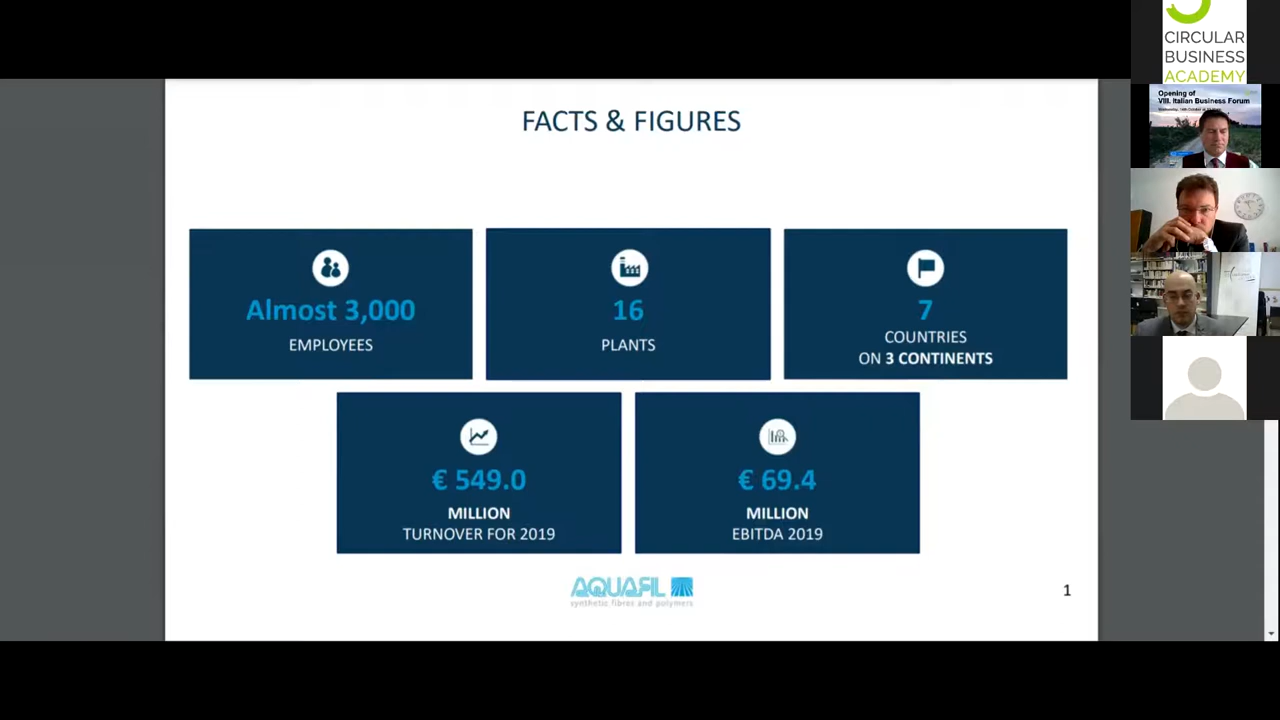 FACTS & FIGURES
Almost 3,000
EMPLOYEES
16
PLANTS
7
COUNTRIES
ON 3 CONTINENTS
€ 549.0
MILLION
TURNOVER FOR 2019
€ 69.4
MILLION
EBITDA 2019
AQUAFIL
synthetic fibres and polymers
1
CIRCULAR
BUSINESS
ACADEMY
Opening of
VIII. Italian Business Forum